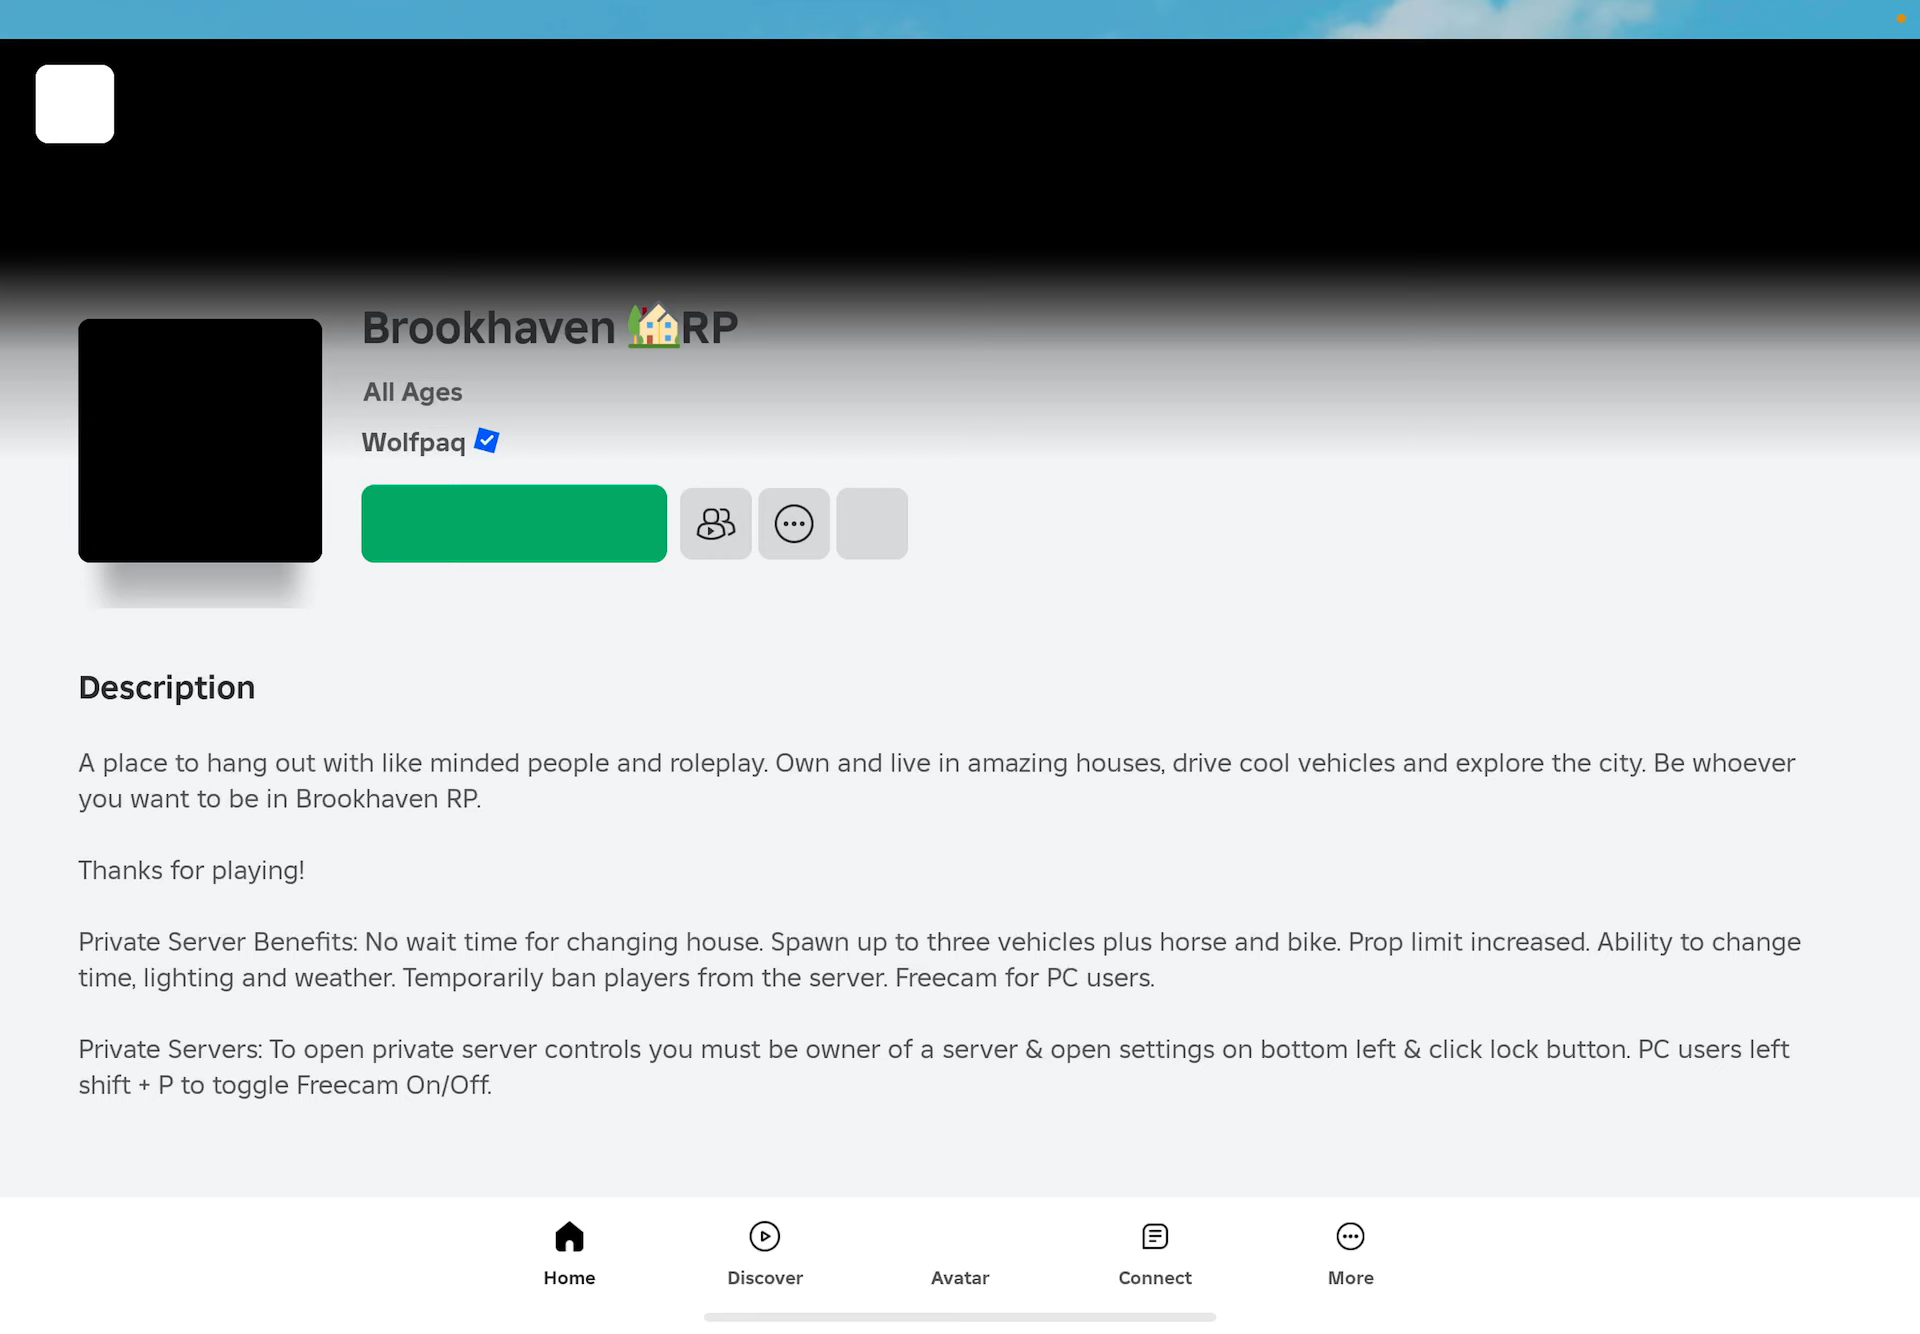 Brookhaven 🏡RP
All Ages
Wolfpaq
Description
A place to hang out with like minded people and roleplay. Own and live in amazing houses, drive cool vehicles and explore the city. Be whoever
you want to be in Brookhaven RP.
Thanks for playing!
Private Server Benefits: No wait time for changing house. Spawn up to three vehicles plus horse and bike. Prop limit increased. Ability to change
time, lighting and weather. Temporarily ban players from the server. Freecam for PC users.
Private Servers: To open private server controls you must be owner of a server & open settings on bottom left & click lock button. PC users left
shift + P to toggle Freecam On/Off.
Home Discover Avatar Connect More